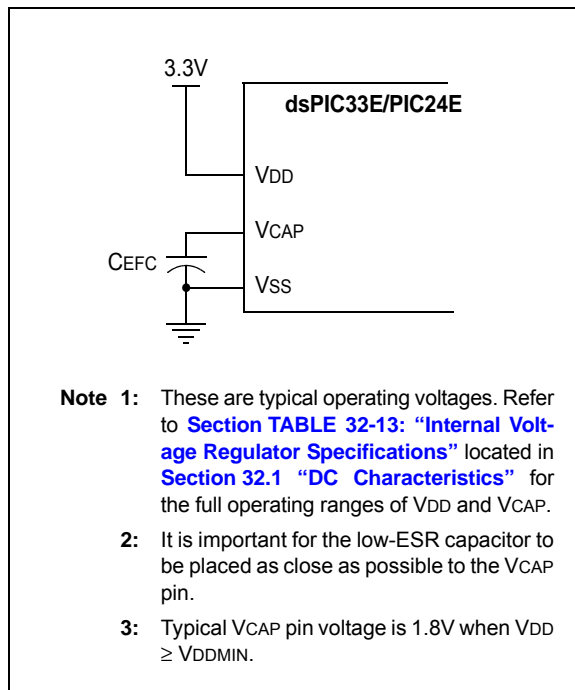 3.3V
dsPIC33E/PIC24E
VDD
VCAP
CEFC
VSS
Note 1: These are typical operating voltages. Refer
to Section TABLE 32-13: “Internal Volt-
age Regulator Specifications” located in
Section 32.1 “DC Characteristics” for
the full operating ranges of VDD and VCAP.
2: It is important for the low-ESR capacitor to
be placed as close as possible to the VCAP
pin.
3: Typical VCAP pin voltage is 1.8V when VDD
≥ VDDMIN.